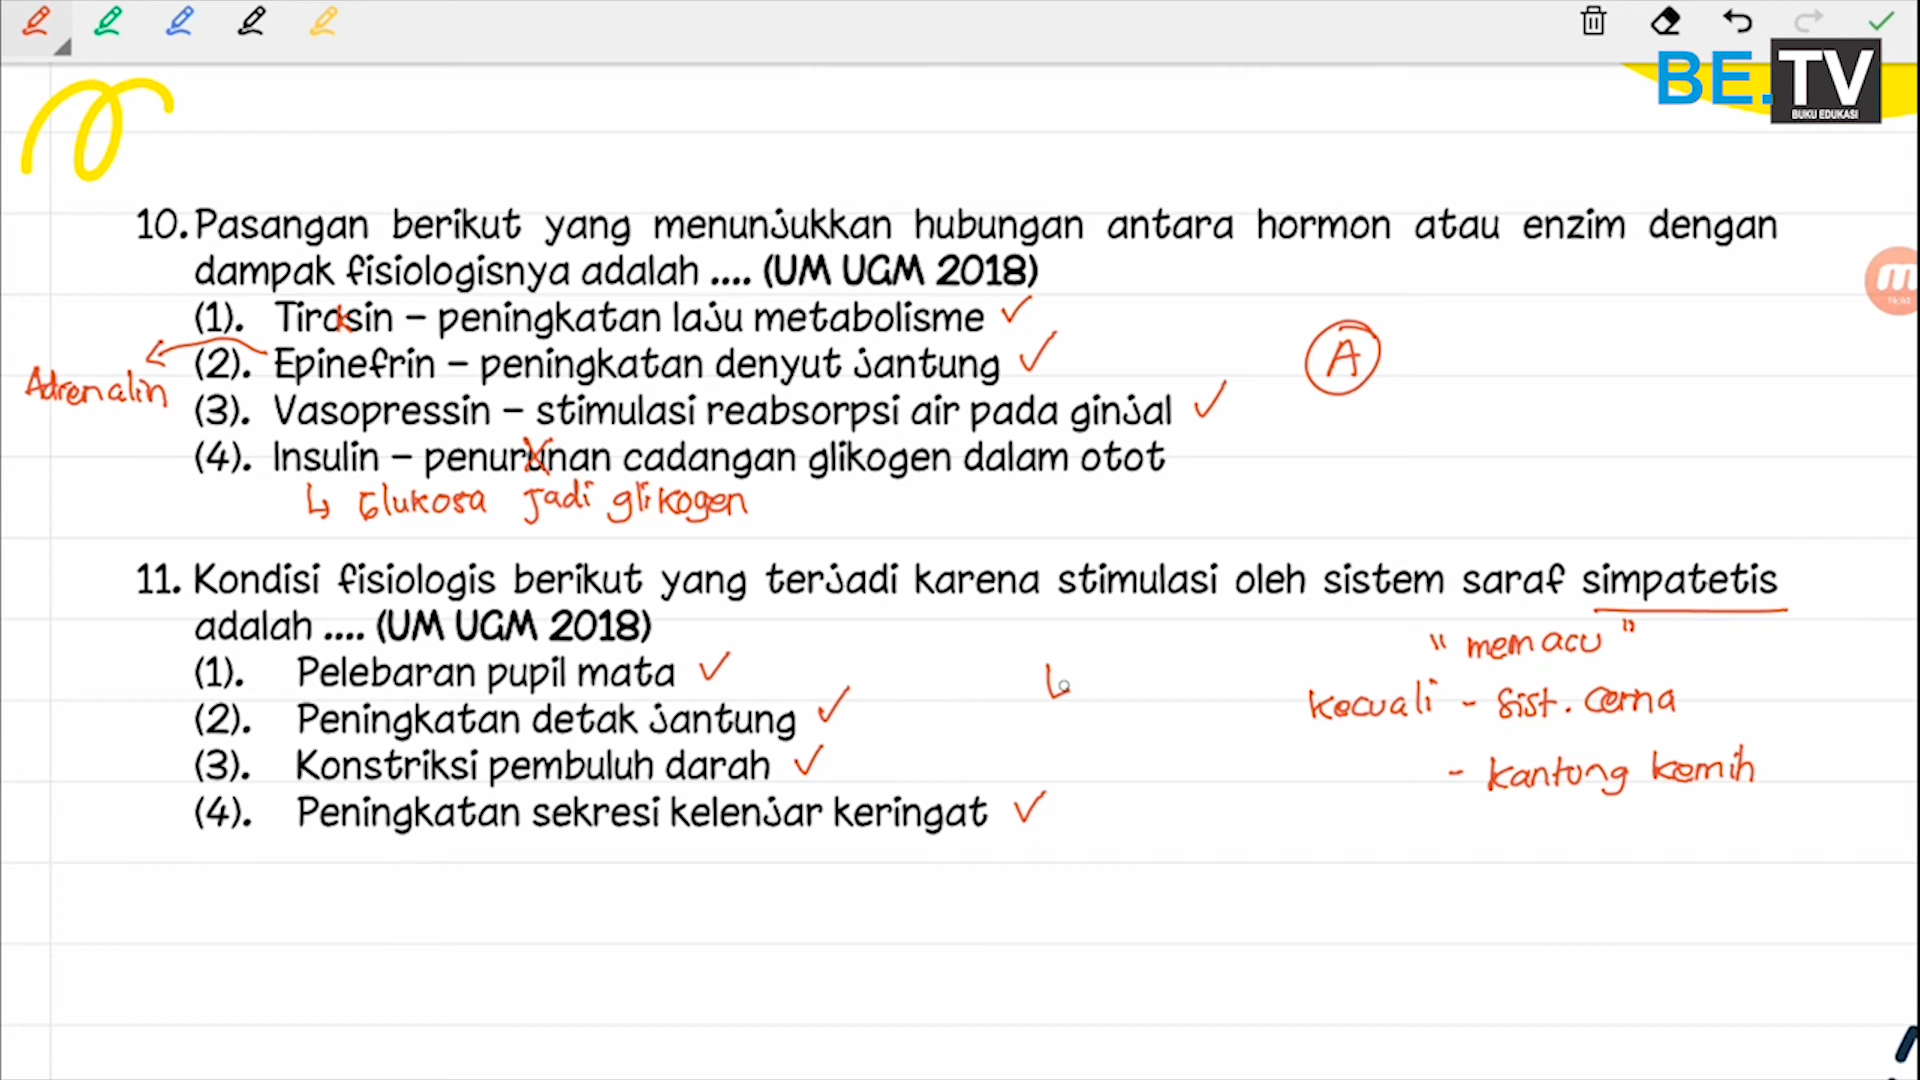 BE.TV
BUKU EDUKASI
10. Pasangan berikut yang menunjukkan hubungan antara hormon atau enzim dengan
dampak fisiologisnya adalah .... (UM UGM 2018)
(1). Tiroksin – peningkatan laju metabolisme ✓
(2). Epinefrin – peningkatan denyut jantung ✓
Adrenalin
A
(3). Vasopressin – stimulasi reabsorpsi air pada ginjal ✓
(4). Insulin – penurunan cadangan glikogen dalam otot
↳ Glukosa jadi glikogen
11. Kondisi fisiologis berikut yang terjadi karena stimulasi oleh sistem saraf simpatetis
adalah .... (UM UGM 2018)
"memacu"
(1). Pelebaran pupil mata ✓
kecuali - sist. cerna
(2). Peningkatan detak jantung ✓
(3). Konstriksi pembuluh darah ✓
- kantung kemih
(4). Peningkatan sekresi kelenjar keringat ✓